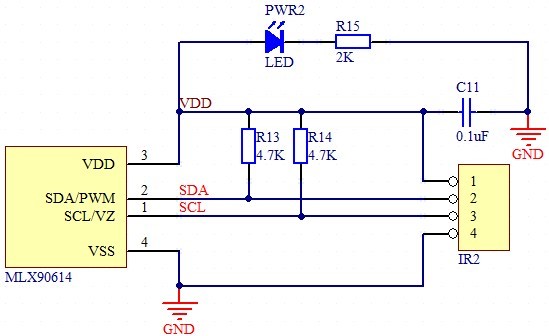 PWR2
R15
LED
2K
C11
VDD
R13
R14
0.1uF
4.7K
4.7K
GND
VDD
3
1
SDA/PWM
2
SDA
2
SCL/VZ
1
SCL
3
4
VSS
4
IR2
MLX90614
GND